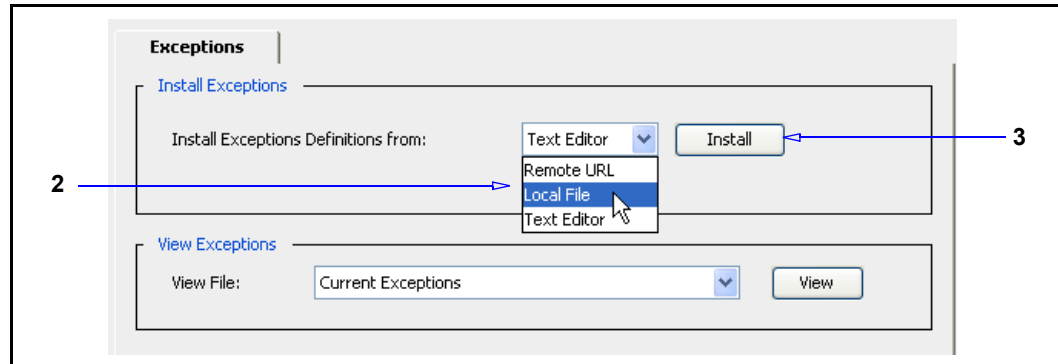 Exceptions
Install Exceptions
Install Exceptions Definitions from:
Text Editor
Install
3
Remote URL
2
Local File
Text Editor
View Exceptions
View File:
Current Exceptions
View